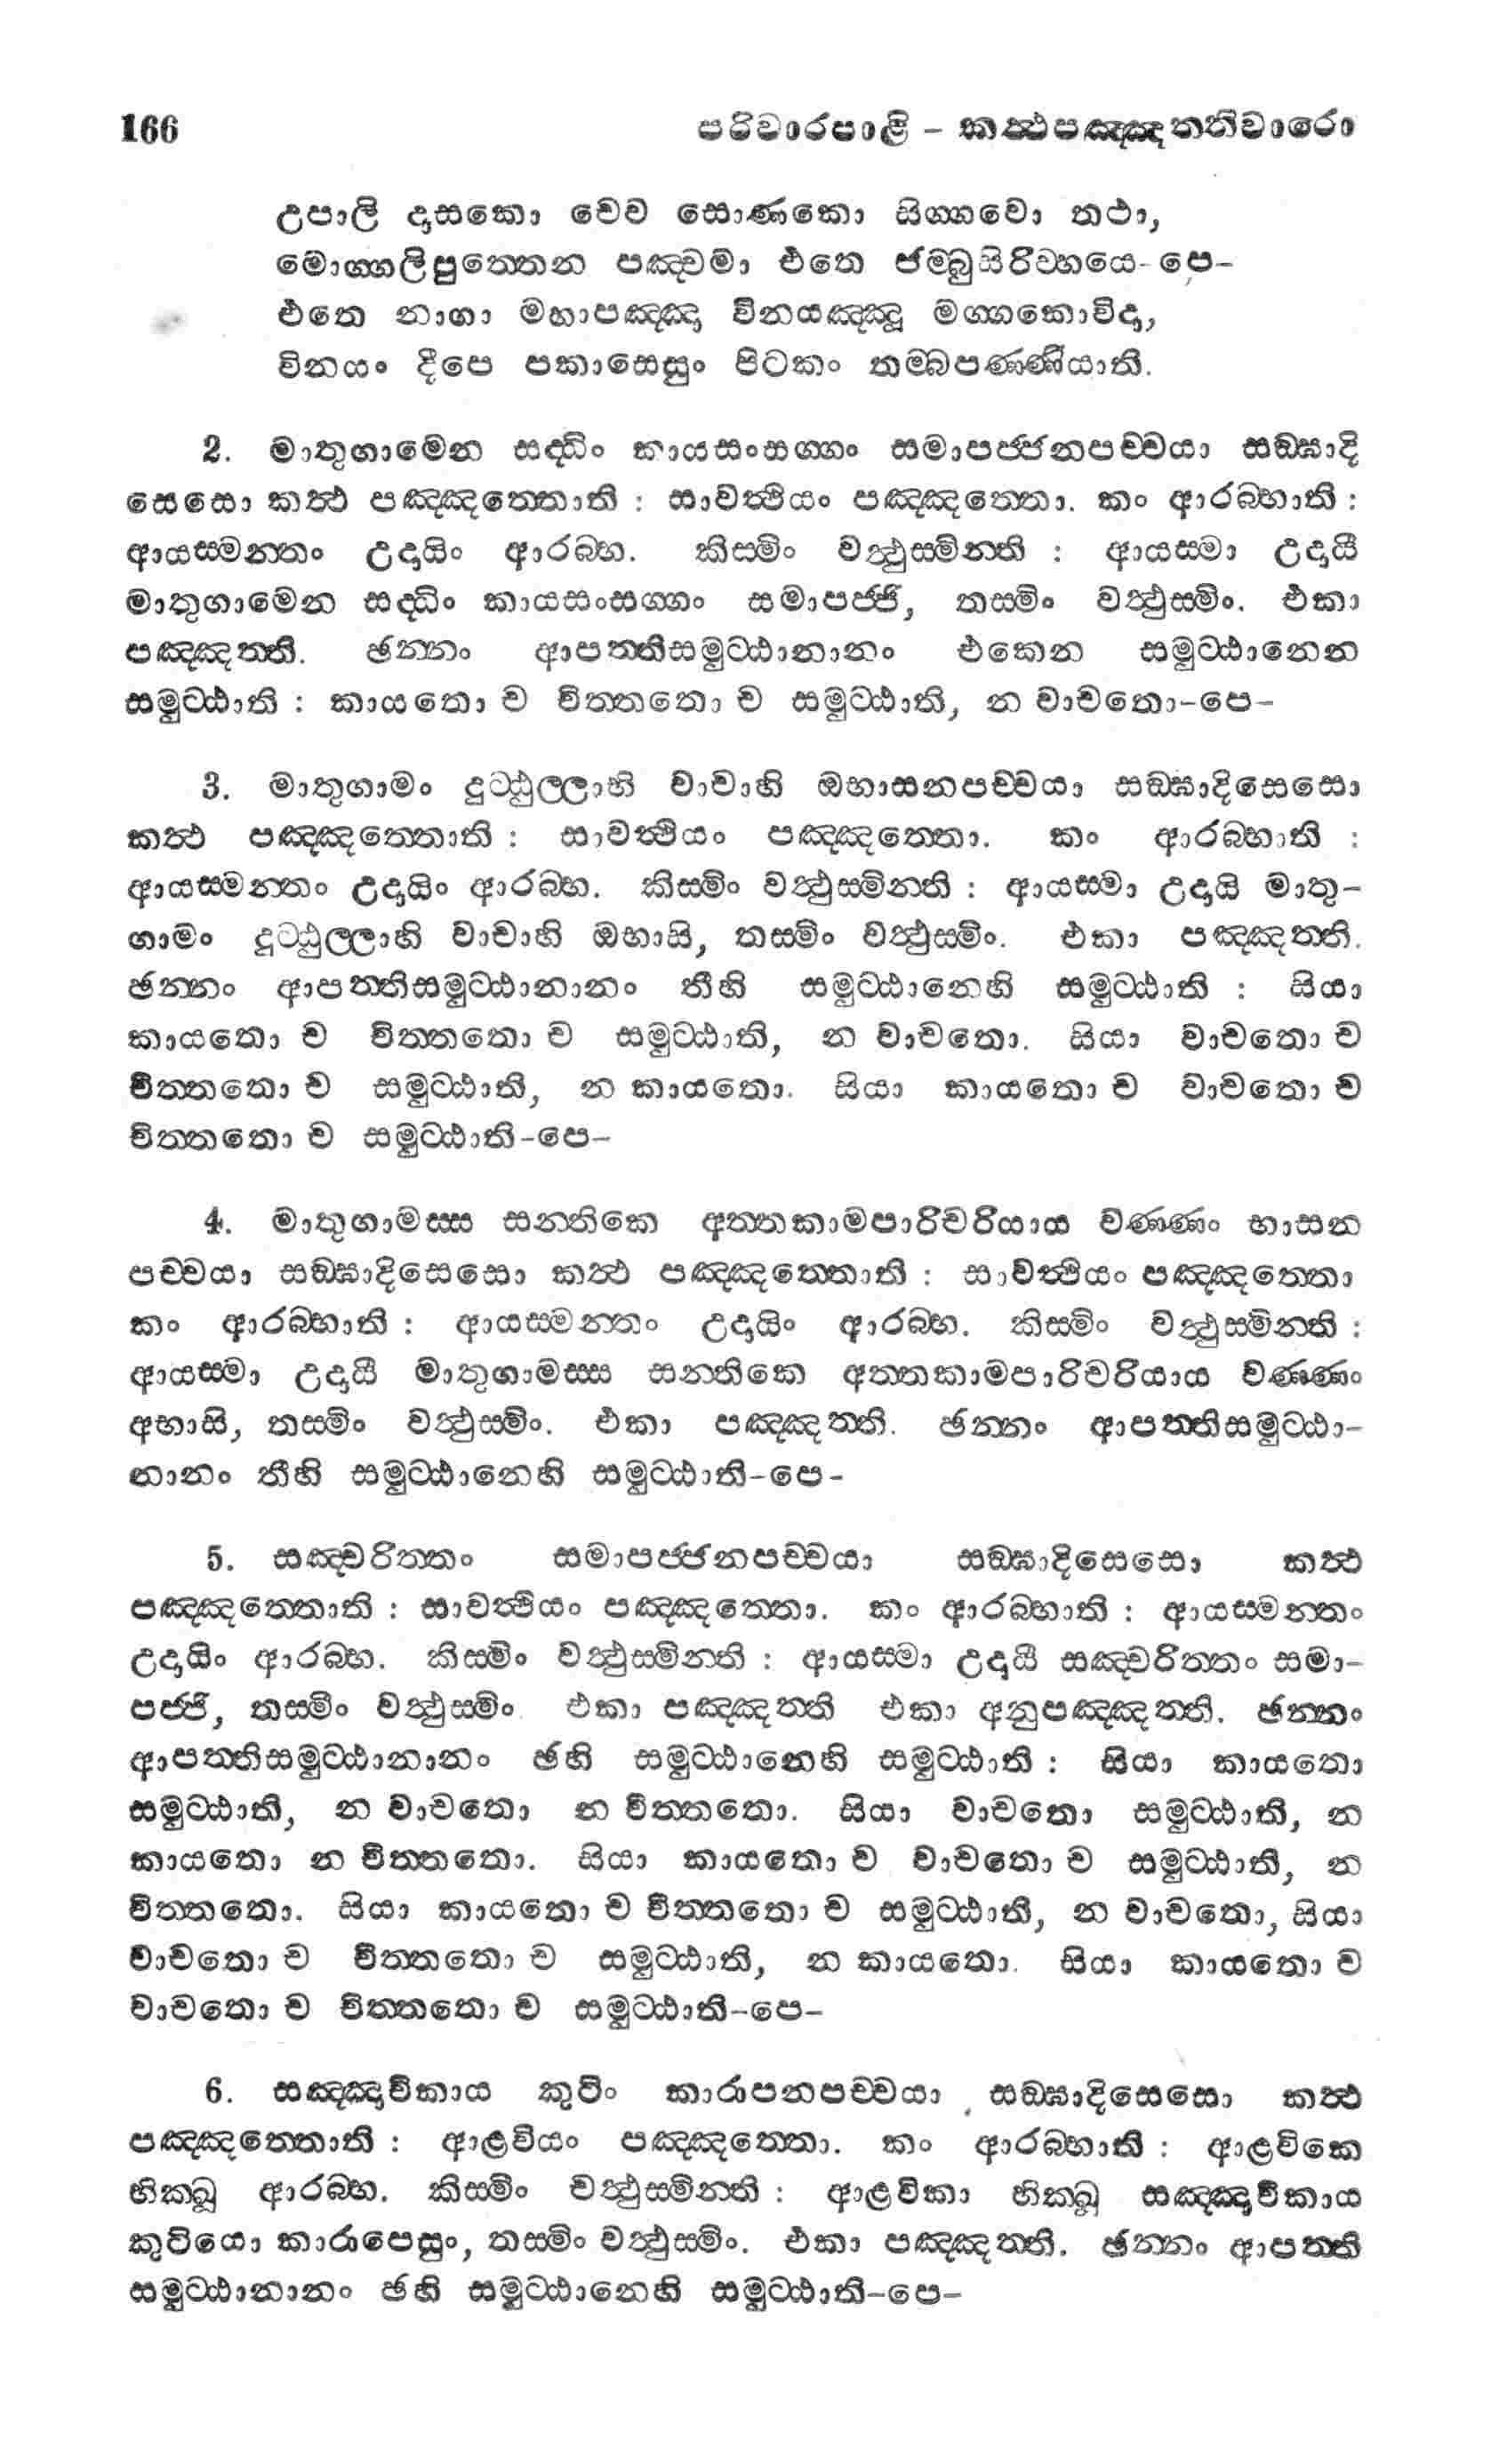 166 පරිවාරපාළි - කත්‍ථපඤ්ඤත්තිවාරො
උපාලි දාසකො චෙව සොණකො සිග්ගවො තථා,
මොග්ගලිපුත්තෙන පඤ්චමා එතෙ ජම්බුසිරිව්හයෙ-පෙ-
එතෙ නාගා මහාපඤ්ඤා විනයඤ්ඤූ මග්ගකොවිදා,
විනයං දීපෙ පකාසෙසුං පිටකං තම්බපණ්ණියාති.
2. මාතුගාමෙන සද්ධිං කායසංසග්ගං සමාපජ්ජනපච්චයා සඞ්ඝාදි
සෙසො කත්‍ථ පඤ්ඤත්තොති : සාවත්‍ථියං පඤ්ඤත්තො. කං ආරබ්භාති :
ආයස්මන්තං උදායිං ආරබ්භ. කිස්මිං වත්‍ථුස්මින්ති : ආයස්මා උදායී
මාතුගාමෙන සද්ධිං කායසංසග්ගං සමාපජ්ජි, තස්මිං වත්‍ථුස්මිං. එකා
පඤ්ඤත්ති. ඡන්නං ආපත්තිසමුට්ඨානානං එකෙන සමුට්ඨානෙන
සමුට්ඨාති : කායතො ච චිත්තතො ච සමුට්ඨාති, න වාචතො-පෙ-
3. මාතුගාමං දුට්ඨුල්ලාහි වාචාහි ඔභාසනපච්චයා සඞ්ඝාදිසෙසො
කත්‍ථ පඤ්ඤත්තොති : සාවත්‍ථියං පඤ්ඤත්තො. කං ආරබ්භාති :
ආයස්මන්තං උදායිං ආරබ්භ. කිස්මිං වත්‍ථුස්මින්ති : ආයස්මා උදායි මාතු-
ගාමං දුට්ඨුල්ලාහි වාචාහි ඔභාසි, තස්මිං වත්‍ථුස්මිං. එකා පඤ්ඤත්ති.
ඡන්නං ආපත්තිසමුට්ඨානානං තීහි සමුට්ඨානෙහි සමුට්ඨාති : සියා
කායතො ච චිත්තතො ච සමුට්ඨාති, න වාචතො. සියා වාචතො ච
චිත්තතො ච සමුට්ඨාති, න කායතො. සියා කායතො ච වාචතො ච
චිත්තතො ච සමුට්ඨාති-පෙ-
4. මාතුගාමස්ස සන්තිකෙ අත්තකාමපාරිචරියාය වණ්ණං භාසන
පච්චයා සඞ්ඝාදිසෙසො කත්‍ථ පඤ්ඤත්තොති : සාවත්‍ථියං පඤ්ඤත්තො
කං ආරබ්භාති : ආයස්මන්තං උදායිං ආරබ්භ. කිස්මිං වත්‍ථුස්මින්ති :
ආයස්මා උදායී මාතුගාමස්ස සන්තිකෙ අත්තකාමපාරිචරියාය වණ්ණං
අභාසි, තස්මිං වත්‍ථුස්මිං. එකා පඤ්ඤත්ති. ඡන්නං ආපත්තිසමුට්ඨා-
නානං තීහි සමුට්ඨානෙහි සමුට්ඨාති-පෙ-
5. සඤ්චරිත්තං සමාපජ්ජනපච්චයා සඞ්ඝාදිසෙසො කත්‍ථ
පඤ්ඤත්තොති : සාවත්‍ථියං පඤ්ඤත්තො. කං ආරබ්භාති : ආයස්මන්තං
උදායිං ආරබ්භ. කිස්මිං වත්‍ථුස්මින්ති : ආයස්මා උදායී සඤ්චරිත්තං සමා-
පජ්ජි, තස්මිං වත්‍ථුස්මිං. එකා පඤ්ඤත්ති එකා අනුපඤ්ඤත්ති. ඡන්නං
ආපත්තිසමුට්ඨානානං ඡහි සමුට්ඨානෙහි සමුට්ඨාති : සියා කායතො
සමුට්ඨාති, න වාචතො න චිත්තතො. සියා වාචතො සමුට්ඨාති, න
කායතො න චිත්තතො. සියා කායතො ච වාචතො ච සමුට්ඨාති, න
චිත්තතො. සියා කායතො ච චිත්තතො ච සමුට්ඨාති, න වාචතො, සියා
වාචතො ච චිත්තතො ච සමුට්ඨාති, න කායතො. සියා කායතො ච
වාචතො ච චිත්තතො ච සමුට්ඨාති-පෙ-
6. සඤ්ඤාචිකාය කුටිං කාරාපනපච්චයා සඞ්ඝාදිසෙසො කත්‍ථ
පඤ්ඤත්තොති : ආළවියං පඤ්ඤත්තො. කං ආරබ්භාති : ආළවිකෙ
භික්ඛූ ආරබ්භ. කිස්මිං වත්‍ථුස්මින්ති : ආළවිකා භික්ඛූ සඤ්ඤාචිකාය
කුටියො කාරාපෙසුං, තස්මිං වත්‍ථුස්මිං. එකා පඤ්ඤත්ති. ඡන්නං ආපත්ති
සමුට්ඨානානං ඡහි සමුට්ඨානෙහි සමුට්ඨාති-පෙ-